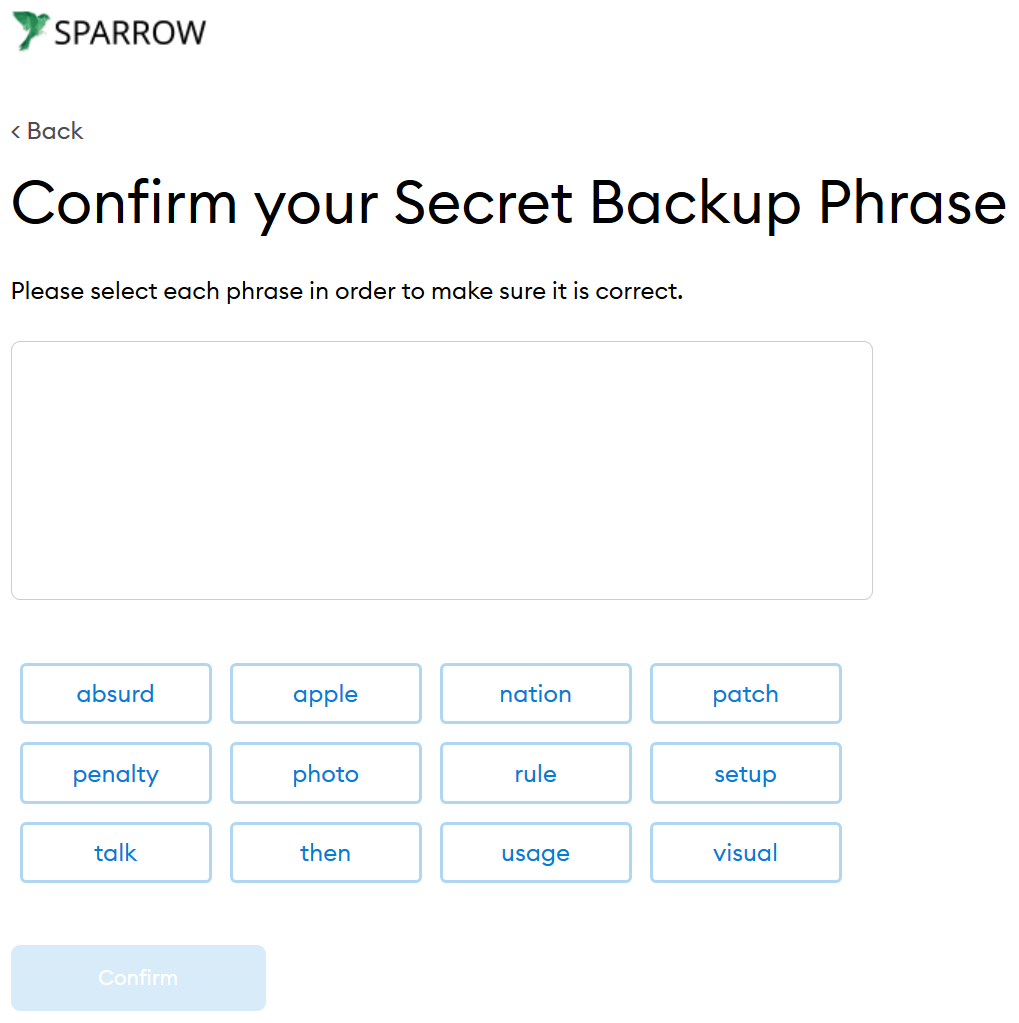 SPARROW
< Back
Confirm your Secret Backup Phrase
Please select each phrase in order to make sure it is correct.
absurd apple nation patch
penalty photo rule setup
talk then usage visual
Confirm